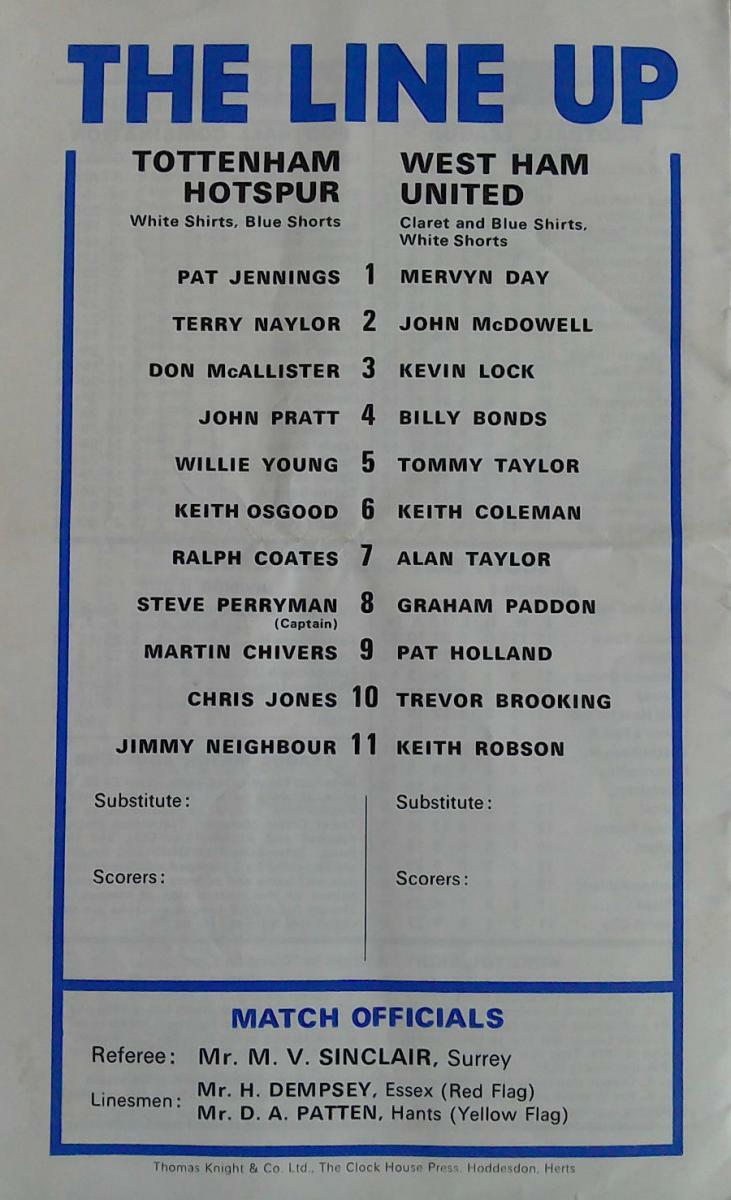 THE LINE UP
TOTTENHAM HOTSPUR
White Shirts, Blue Shorts
WEST HAM UNITED
Claret and Blue Shirts,
White Shorts
PAT JENNINGS 1 MERVYN DAY
TERRY NAYLOR 2 JOHN McDOWELL
DON McALLISTER 3 KEVIN LOCK
JOHN PRATT 4 BILLY BONDS
WILLIE YOUNG 5 TOMMY TAYLOR
KEITH OSGOOD 6 KEITH COLEMAN
RALPH COATES 7 ALAN TAYLOR
STEVE PERRYMAN 8 GRAHAM PADDON
(Captain)
MARTIN CHIVERS 9 PAT HOLLAND
CHRIS JONES 10 TREVOR BROOKING
JIMMY NEIGHBOUR 11 KEITH ROBSON
Substitute: Substitute:
Scorers: Scorers:
MATCH OFFICIALS
Referee: Mr. M. V. SINCLAIR, Surrey
Linesmen: Mr. H. DEMPSEY, Essex (Red Flag)
Mr. D. A. PATTEN, Hants (Yellow Flag)
Thomas Knight & Co. Ltd., The Clock House Press, Hoddesdon, Herts